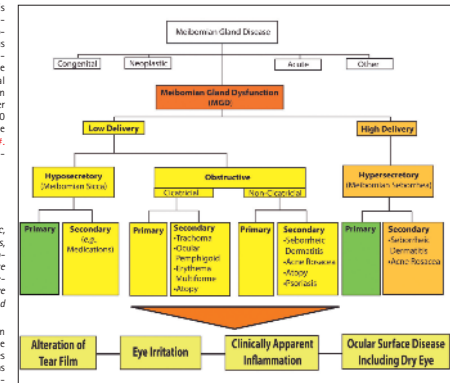 Meibomian Gland Disease
Congenital
Neoplastic
Acute
Other
Meibomian Gland Dysfunction
(MGD)
Low Delivery
High Delivery
Hyposecretory
(Meibomian Sicca)
Obstructive
Cicatricial
Non-Cicatricial
Hypersecretory
(Meibomian Seborrhea)
Primary
Secondary
(e.g.,
Medications)
Primary
Secondary
•Trachoma
•Ocular
Pemphigoid
•Erythema
Multiforme
•Atopy
Primary
Secondary
•Seborrheic
Dermatitis
•Acne Rosacea
•Atopy
•Psoriasis
Primary
Secondary
•Seborrheic
Dermatitis
•Acne Rosacea
Alteration of
Tear Film
Eye Irritation
Clinically Apparent
Inflammation
Ocular Surface Disease
Including Dry Eye